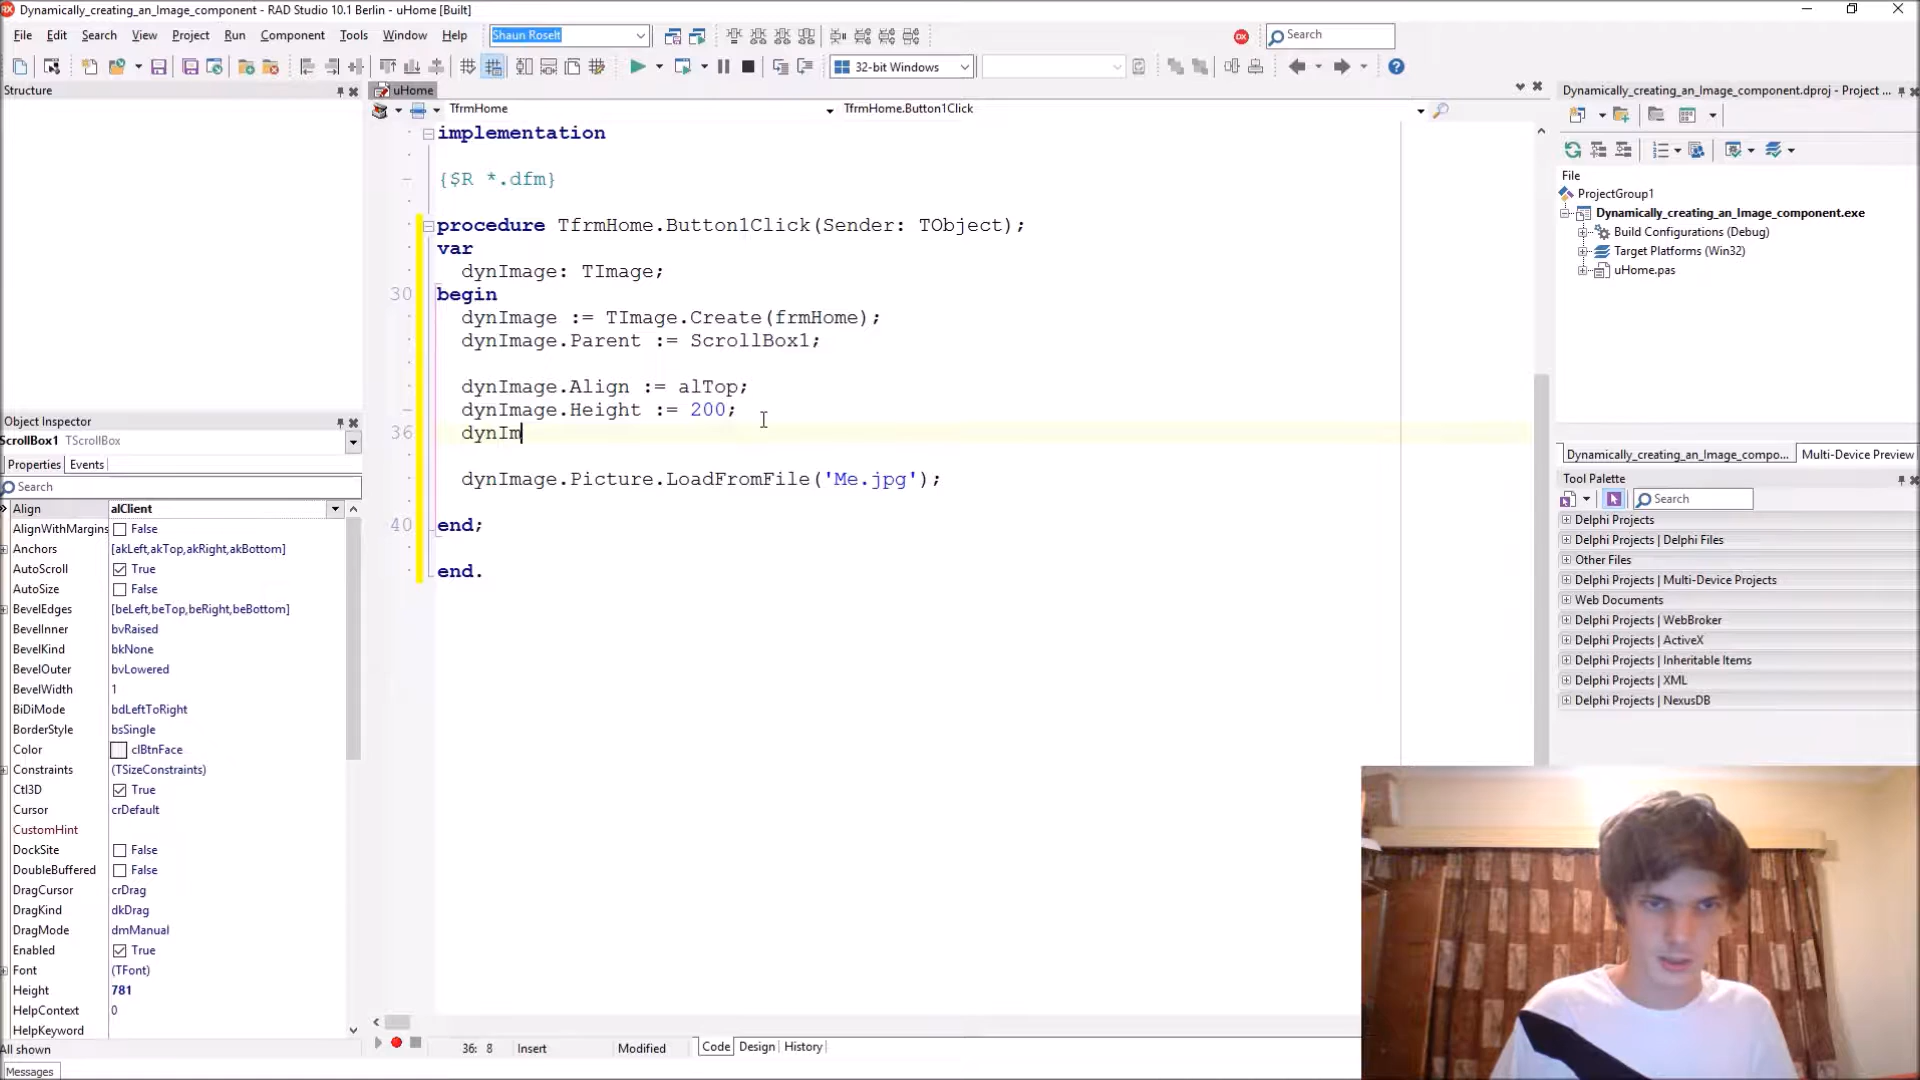 Dynamically_creating_an_Image_component - RAD Studio 10.1 Berlin - uHome [Built]
File Edit Search View Project Run Component Tools Window Help Shaun Roselt Search
32-bit Windows
Structure
uHome
TfrmHome TfrmHome.Button1Click
implementation
{$R *.dfm}
procedure TfrmHome.Button1Click(Sender: TObject);
var
dynImage: TImage;
30 begin
dynImage := TImage.Create(frmHome);
dynImage.Parent := ScrollBox1;
dynImage.Align := alTop;
dynImage.Height := 200;
36 dynIm
dynImage.Picture.LoadFromFile('Me.jpg');
40 end;
end.
Object Inspector
ScrollBox1 TScrollBox
Properties Events
Search
Align alClient
AlignWithMargins False
Anchors [akLeft,akTop,akRight,akBottom]
AutoScroll True
AutoSize False
BevelEdges [beLeft,beTop,beRight,beBottom]
BevelInner bvRaised
BevelKind bkNone
BevelOuter bvLowered
BevelWidth 1
BiDiMode bdLeftToRight
BorderStyle bsSingle
Color clBtnFace
Constraints (TSizeConstraints)
Ctl3D True
Cursor crDefault
CustomHint
DockSite False
DoubleBuffered False
DragCursor crDrag
DragKind dkDrag
DragMode dmManual
Enabled True
Font (TFont)
Height 781
HelpContext 0
HelpKeyword
All shown
Messages
36: 8 Insert Modified Code Design History
Dynamically_creating_an_Image_component.dproj - Project ...
File
ProjectGroup1
Dynamically_creating_an_Image_component.exe
Build Configurations (Debug)
Target Platforms (Win32)
uHome.pas
Dynamically_creating_an_Image_compo... Multi-Device Preview
Tool Palette
Search
Delphi Projects
Delphi Projects | Delphi Files
Other Files
Delphi Projects | Multi-Device Projects
Web Documents
Delphi Projects | WebBroker
Delphi Projects | ActiveX
Delphi Projects | Inheritable Items
Delphi Projects | XML
Delphi Projects | NexusDB